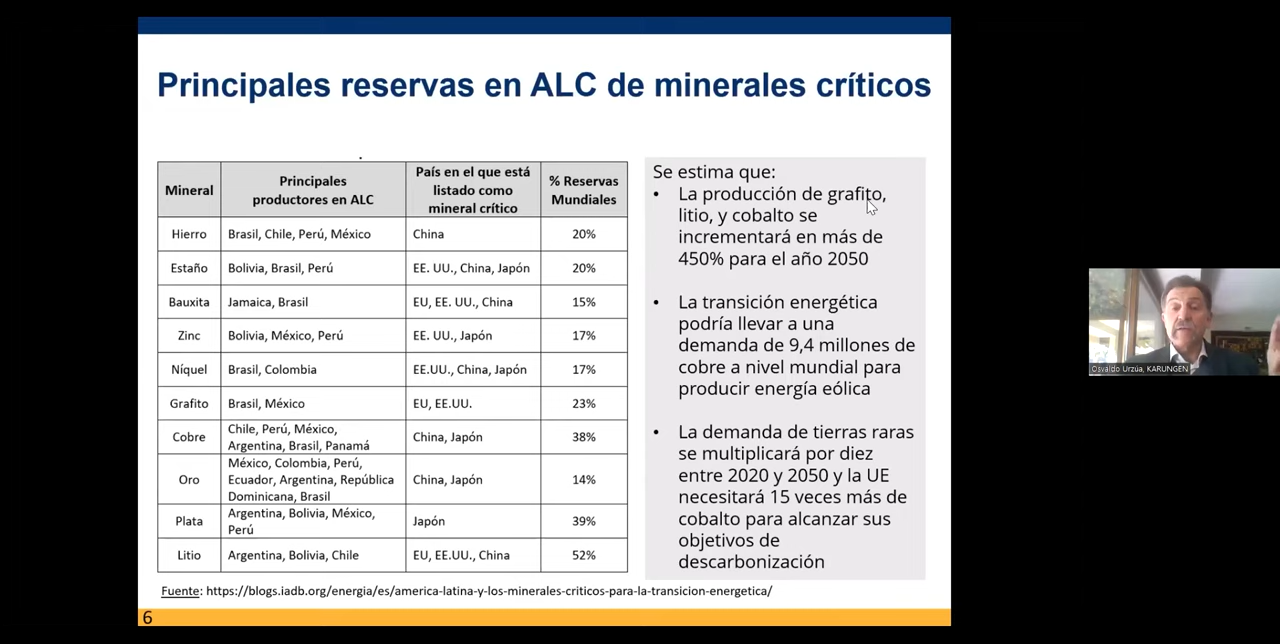 Principales reservas en ALC de minerales críticos
Mineral
Principales
productores en ALC
País en el que está
listado como
mineral crítico
% Reservas
Mundiales
Hierro
Brasil, Chile, Perú, México
China
20%
Estaño
Bolivia, Brasil, Perú
EE. UU., China, Japón
20%
Bauxita
Jamaica, Brasil
EU, EE. UU., China
15%
Zinc
Bolivia, México, Perú
EE. UU., Japón
17%
Níquel
Brasil, Colombia
EE.UU., China, Japón
17%
Grafito
Brasil, México
EU, EE.UU.
23%
Cobre
Chile, Perú, México,
Argentina, Brasil, Panamá
China, Japón
38%
Oro
México, Colombia, Perú,
Ecuador, Argentina, República
Dominicana, Brasil
China, Japón
14%
Plata
Argentina, Bolivia, México,
Perú
Japón
39%
Litio
Argentina, Bolivia, Chile
EU, EE.UU., China
52%
Se estima que:
• La producción de grafito,
litio, y cobalto se
incrementará en más de
450% para el año 2050
• La transición energética
podría llevar a una
demanda de 9,4 millones de
cobre a nivel mundial para
producir energía eólica
• La demanda de tierras raras
se multiplicará por diez
entre 2020 y 2050 y la UE
necesitará 15 veces más de
cobalto para alcanzar sus
objetivos de
descarbonización
Fuente: https://blogs.iadb.org/energia/es/america-latina-y-los-minerales-criticos-para-la-transicion-energetica/
6
Osvaldo Urzúa, KARUNGEN